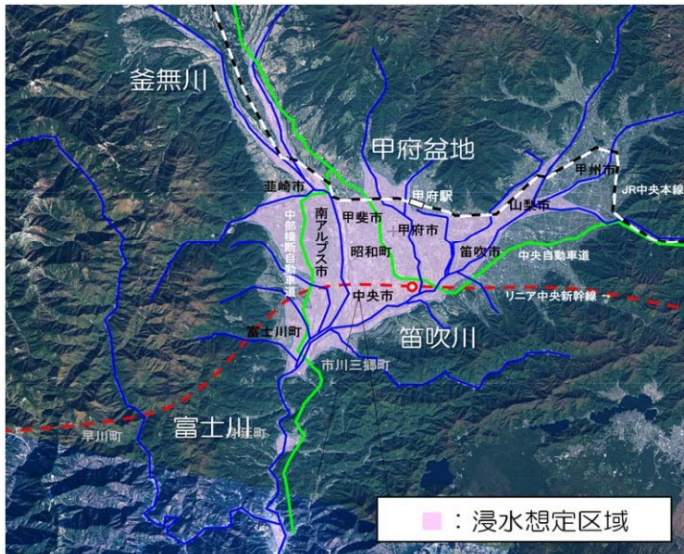 釜無川
甲府盆地
甲州市
甲府駅
JR中央本線
韮崎市
山梨市
南アルプス市
甲斐市
甲府市
中部横断自動車道
昭和町
笛吹市
中央自動車道
中央市
リニア中央新幹線→
富士川町
笛吹川
市川三郷町
富士川
早川町
身延町
：浸水想定区域